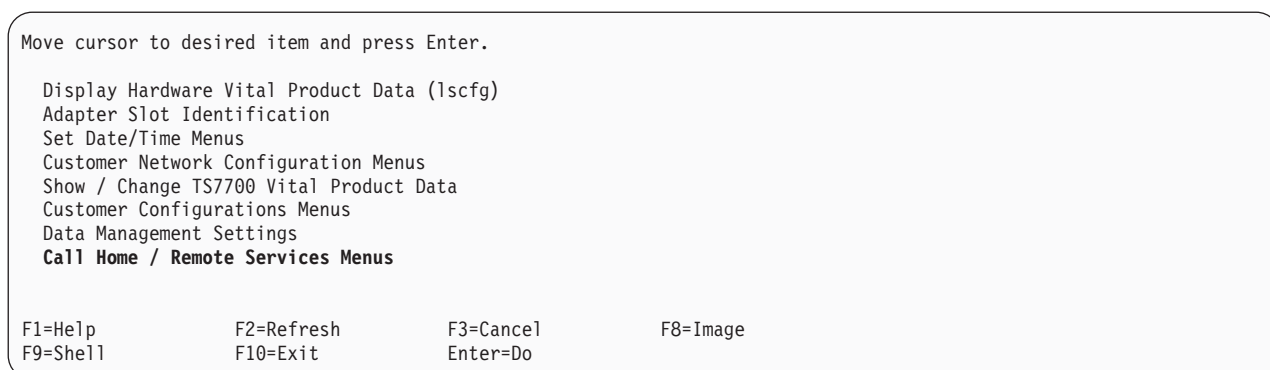 Move cursor to desired item and press Enter.
Display Hardware Vital Product Data (lscfg)
Adapter Slot Identification
Set Date/Time Menus
Customer Network Configuration Menus
Show / Change TS7700 Vital Product Data
Customer Configurations Menus
Data Management Settings
Call Home / Remote Services Menus
F1=Help F2=Refresh F3=Cancel F8=Image
F9=Shell F10=Exit Enter=Do